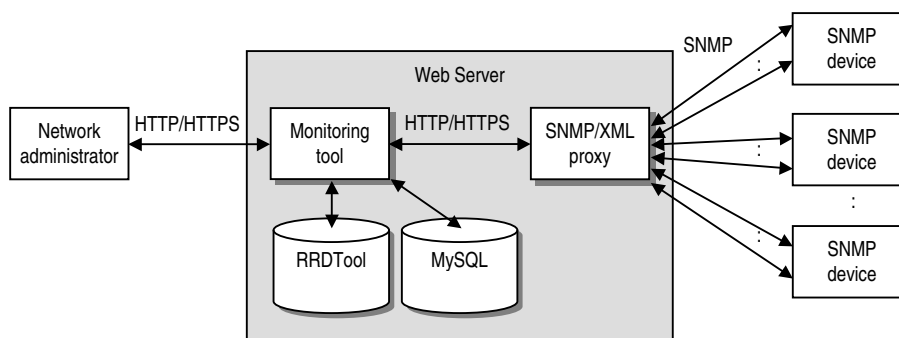 Web Server
Network
administrator
HTTP/HTTPS
Monitoring
tool
HTTP/HTTPS
SNMP/XML
proxy
RRDTool
MySQL
SNMP
:
:
:
SNMP
device
SNMP
device
:
SNMP
device